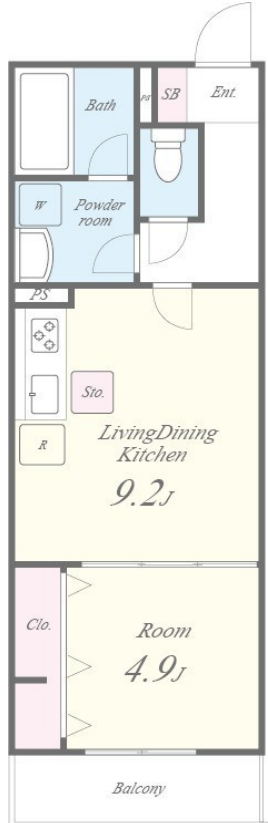 Bath
PS
SB
Ent.
W
Powder
room
PS
Sto.
R
LivingDining
Kitchen
9.2J
Clo.
Room
4.9J
Balcony